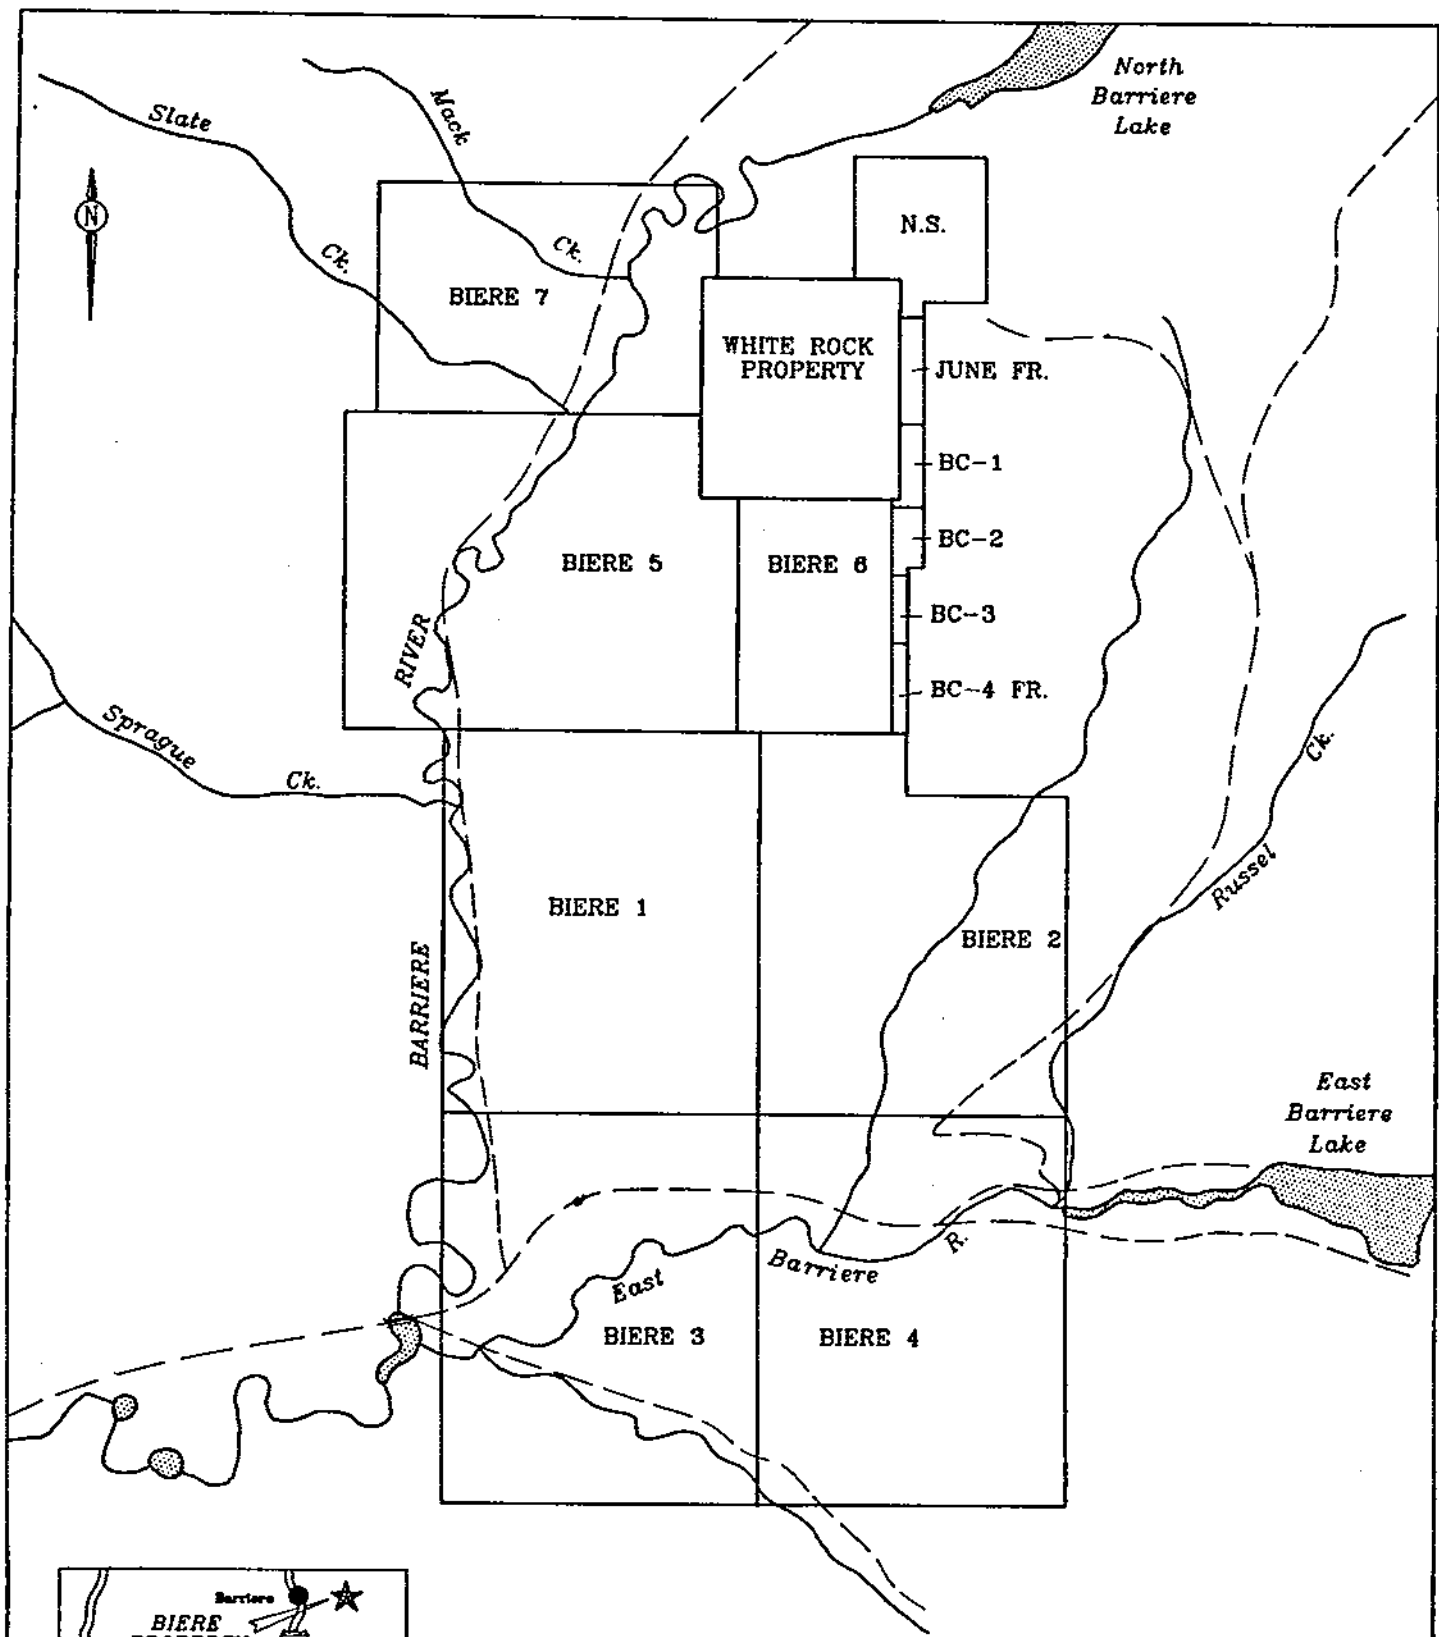 North
Barriere
Lake
Slate
Mack
N
N.S.
Ck.
Ck.
BIERE 7
WHITE ROCK
PROPERTY
JUNE FR.
BC-1
BC-2
BIERE 5
BIERE 6
BC-3
RIVER
BC-4 FR.
Sprague
Ck.
Ck.
Russel
BIERE 1
BIERE 2
BARRIERE
East
Barriere
Lake
R.
Barriere
East
BIERE 3
BIERE 4
Barriere
BIERE